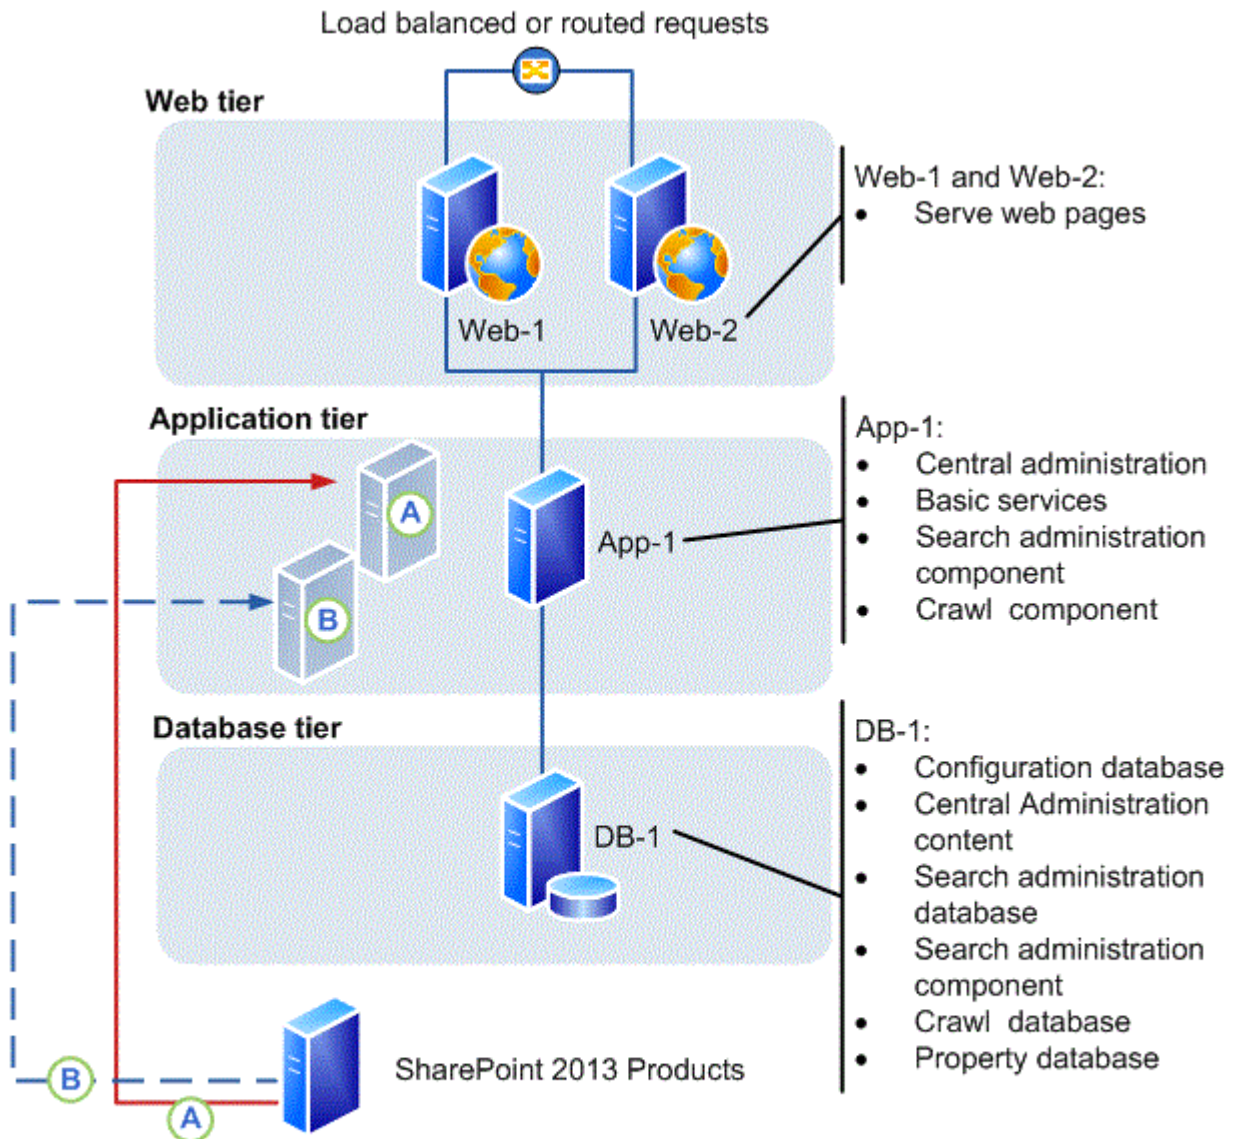 Load balanced or routed requests
Web tier
Web-1 and Web-2:
• Serve web pages
Web-1
Web-2
Application tier
App-1:
• Central administration
• Basic services
• Search administration
component
• Crawl component
A
B
App-1
Database tier
DB-1:
• Configuration database
• Central Administration
content
• Search administration
database
• Search administration
component
• Crawl database
• Property database
DB-1
SharePoint 2013 Products
B
A